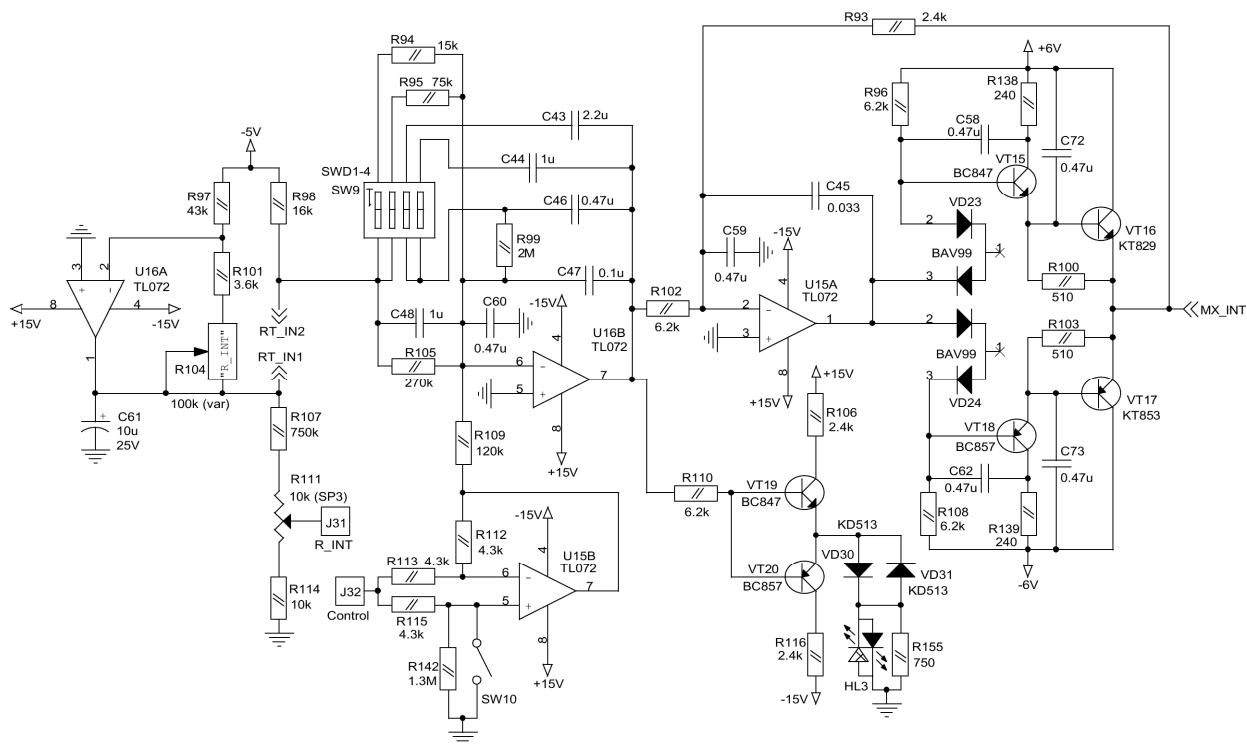 R93
2.4k
R94
15k
+6V
R95 75k
R96
6.2k
R138
240
C43
2.2u
C58
0.47u
C72
0.47u
-5V
SWD1-4
SW9
T
C44
1u
VT15
BC847
R97
43k
R98
16k
C46
0.47u
C45
0.033
VD23
2
1
VT16
KT829
R99
2M
C59
0.47u
-15V
BAV99
3
2
U16A
TL072
R101
3.6k
C47
0.1u
4
3
R100
510
+
-
8
4
+15V
-15V
R102
6.2k
2
-
3
+
U15A
TL072
1
8
+15V
RT_IN2
C48
1u
C60
0.47u
-15V
4
U16B
TL072
2
1
BAV99
3
VD24
R103
510
MX_INT
1
R104
"R_INT"
100k (var)
RT_IN1
R105
270k
6
-
5
+
7
8
+15V
+15V
R106
2.4k
VT17
KT853
C61
10u
25V
+
R107
750k
R109
120k
VT18
BC857
C73
0.47u
R111
10k (SP3)
J31
R_INT
R110
6.2k
VT19
BC847
C62
0.47u
R108
6.2k
R139
240
-15V
4
R112
4.3k
U15B
TL072
KD513
VD30
VD31
KD513
-6V
R113 4.3k
6
-
7
VT20
BC857
R114
10k
J32
Control
5
+
R115
4.3k
8
+15V
R142
1.3M
SW10
R116
2.4k
-15V
HL3
R155
750